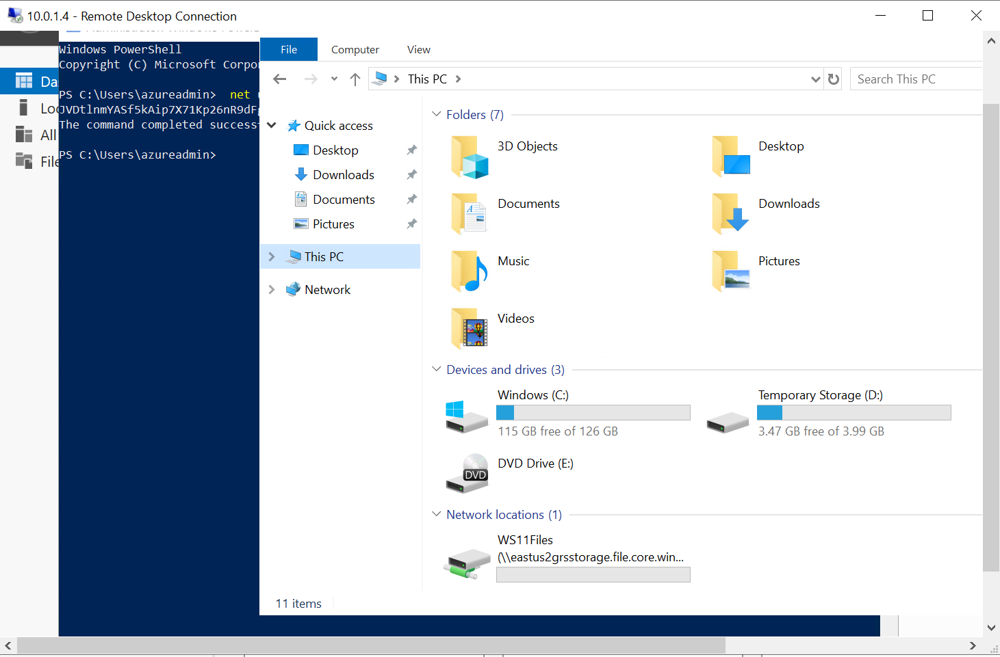 10.0.1.4 - Remote Desktop Connection
Windows PowerShell
Copyright (C) Microsoft Corpor
PS C:\Users\azureadmin> net u
JVDtlnmYASf5kAip7X71Kp26nR9dFg
The command completed successf
PS C:\Users\azureadmin>
Da
Loc
All
File
File Computer View
This PC
Search This PC
Quick access
Desktop
Downloads
Documents
Pictures
This PC
Network
Folders (7)
3D Objects
Desktop
Documents
Downloads
Music
Pictures
Videos
Devices and drives (3)
Windows (C:)
115 GB free of 126 GB
Temporary Storage (D:)
3.47 GB free of 3.99 GB
DVD
DVD Drive (E:)
Network locations (1)
WS11Files
(\\eastus2grsstorage.file.core.win...
11 items